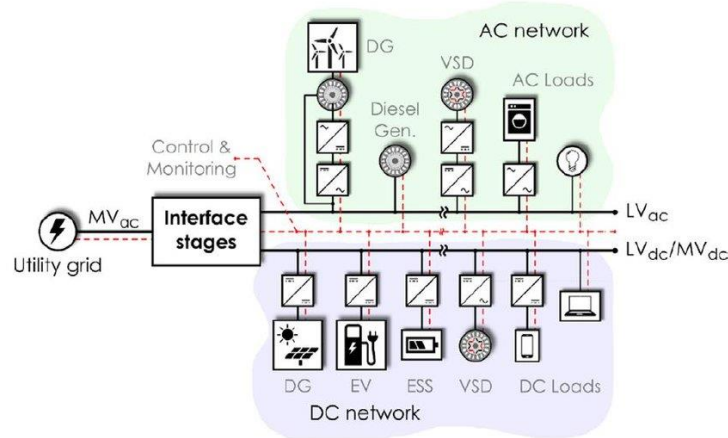 AC network
DG
VSD
AC Loads
Diesel
Gen.
Control &
Monitoring
MVac
Interface
stages
LVac
Utility grid
LVdc/MVdc
DG
EV
ESS
VSD
DC Loads
DC network